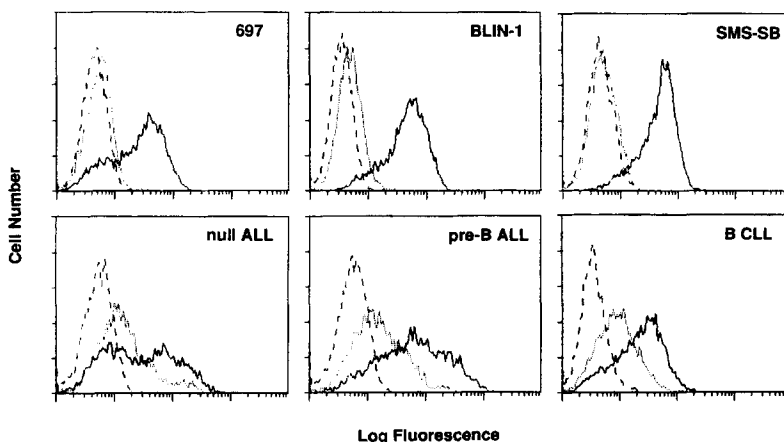 697
BLIN-1
SMS-SB
Cell Number
null ALL
pre-B ALL
B CLL
Log Fluorescence